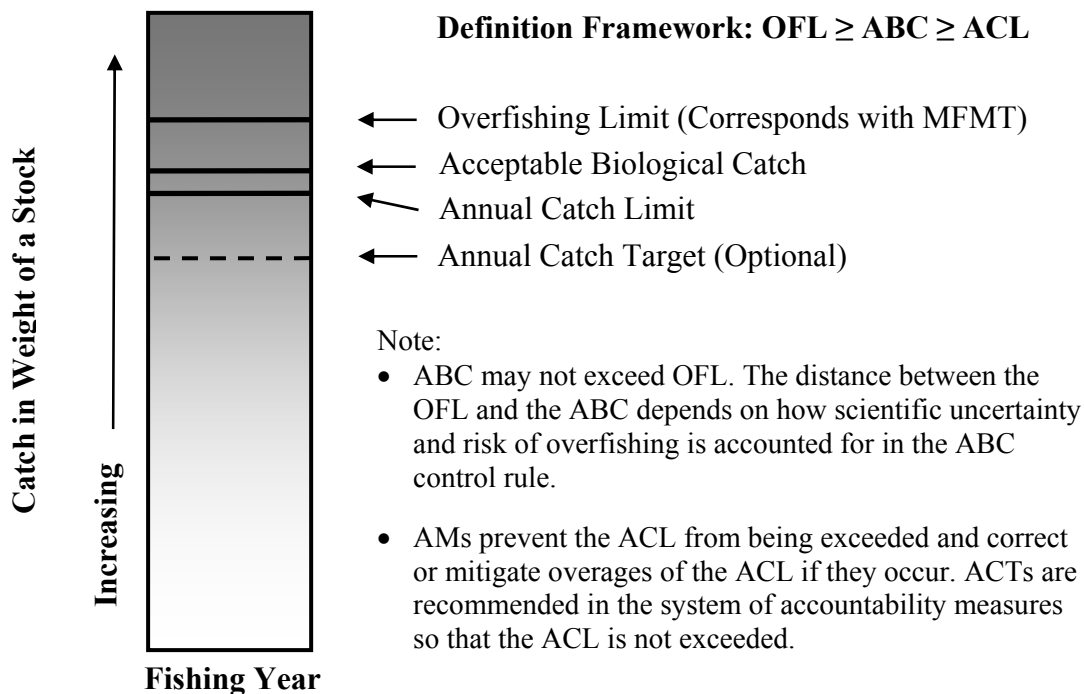 Definition Framework: OFL ≥ ABC ≥ ACL
Catch in Weight of a Stock
Increasing
Overfishing Limit (Corresponds with MFMT)
Acceptable Biological Catch
Annual Catch Limit
Annual Catch Target (Optional)
Note:
• ABC may not exceed OFL. The distance between the
OFL and the ABC depends on how scientific uncertainty
and risk of overfishing is accounted for in the ABC
control rule.
• AMs prevent the ACL from being exceeded and correct
or mitigate overages of the ACL if they occur. ACTs are
recommended in the system of accountability measures
so that the ACL is not exceeded.
Fishing Year